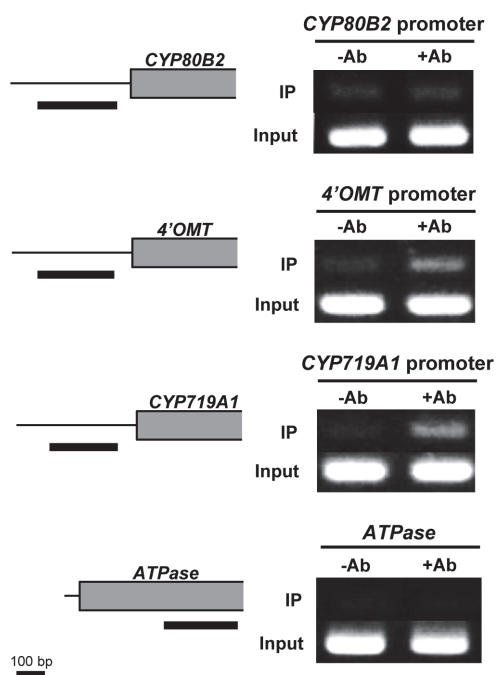 CYP80B2
CYP80B2 promoter
-Ab +Ab
IP
Input
4'OMT
4'OMT promoter
-Ab +Ab
IP
Input
CYP719A1
CYP719A1 promoter
-Ab +Ab
IP
Input
ATPase
ATPase
-Ab +Ab
IP
Input
100 bp